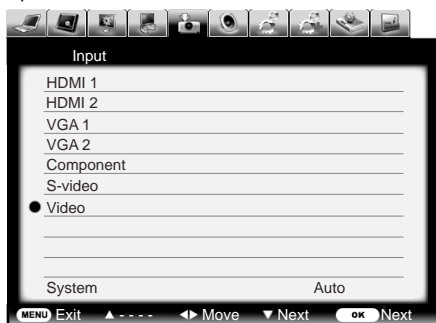 Input
HDMI 1
HDMI 2
VGA 1
VGA 2
Component
S-video
Video
System Auto
MENU Exit ▲ - - - - ◀▶ Move ▼ Next OK Next